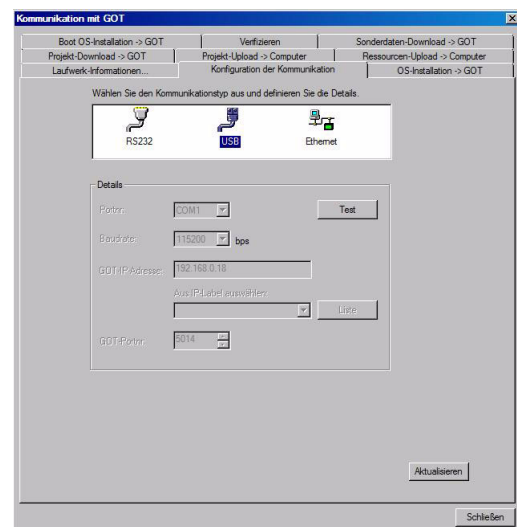 Kommunikation mit GOT
Boot OS-Installation -> GOT Verifizieren Sonderdaten-Download -> GOT
Projekt-Download -> GOT Projekt-Upload -> Computer Ressourcen-Upload -> Computer
Laufwerk-Informationen... Konfiguration der Kommunikation OS-Installation -> GOT
Wählen Sie den Kommunikationstyp aus und definieren Sie die Details.
RS232 USB Ethernet
Details
Portnr.: COM1 Test
Baudrate: 115200 bps
GOT-IP-Adresse: 192.168.0.18
Aus IP-Label auswählen:
Liste
GOT-Portnr. 5014
Aktualisieren
Schließen